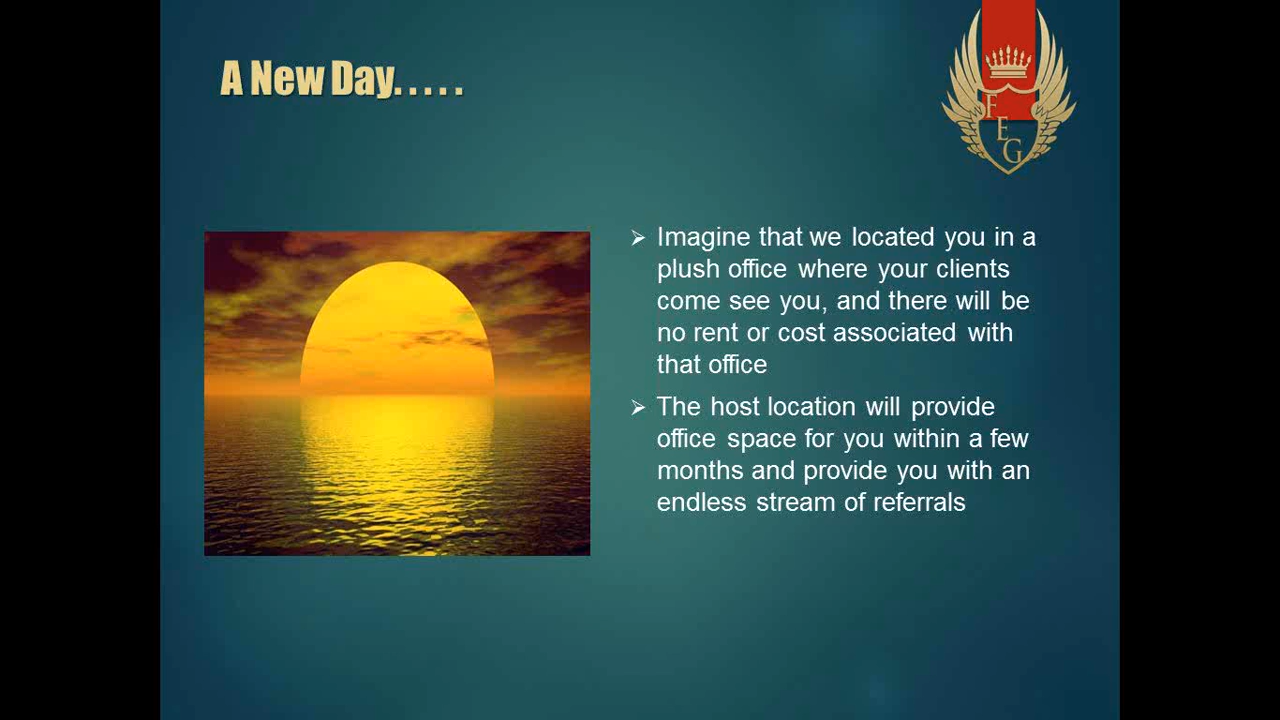 A New Day.....
F
E
G
Imagine that we located you in a
plush office where your clients
come see you, and there will be
no rent or cost associated with
that office
The host location will provide
office space for you within a few
months and provide you with an
endless stream of referrals